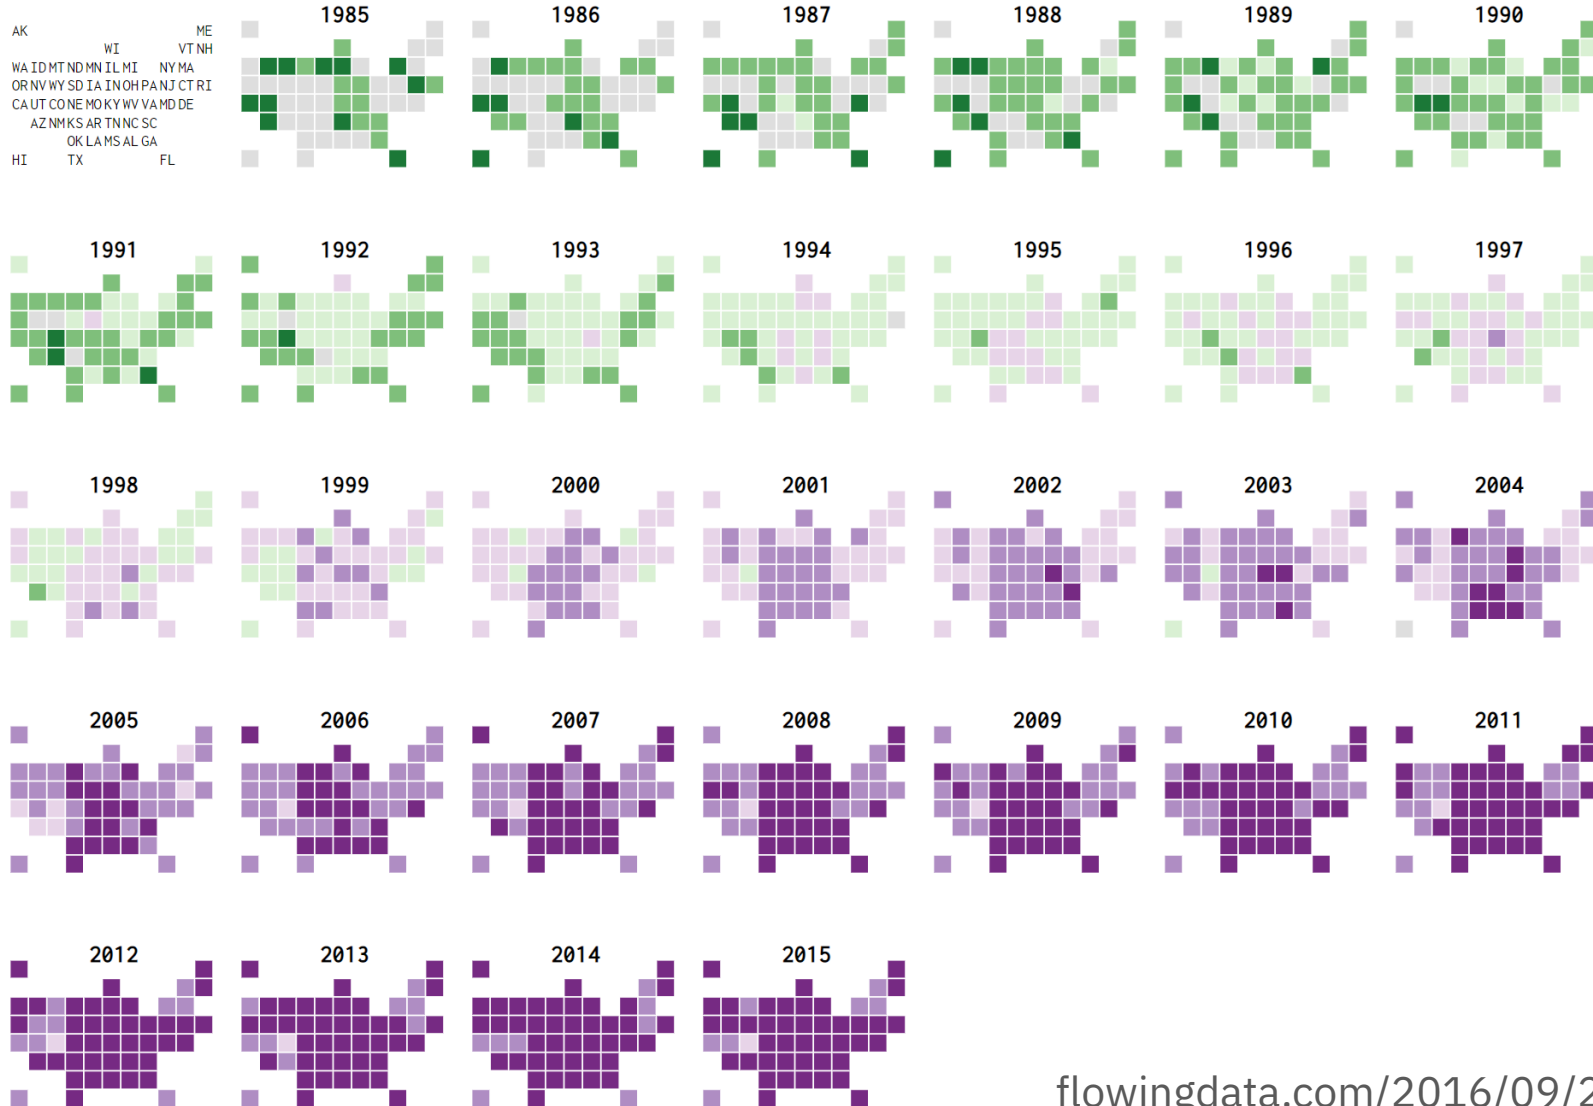 AK ME
WI VT NH
WA ID MT ND MN IL MI NY MA
OR NV WY SD IA IN OH PA NJ CT RI
CA UT CO NE MO KY WV VA MD DE
AZ NM KS AR TN NC SC
OK LA MS AL GA
HI TX FL
1985 1986 1987 1988 1989 1990
1991 1992 1993 1994 1995 1996 1997
1998 1999 2000 2001 2002 2003 2004
2005 2006 2007 2008 2009 2010 2011
2012 2013 2014 2015
flowingdata.com/2016/09/2